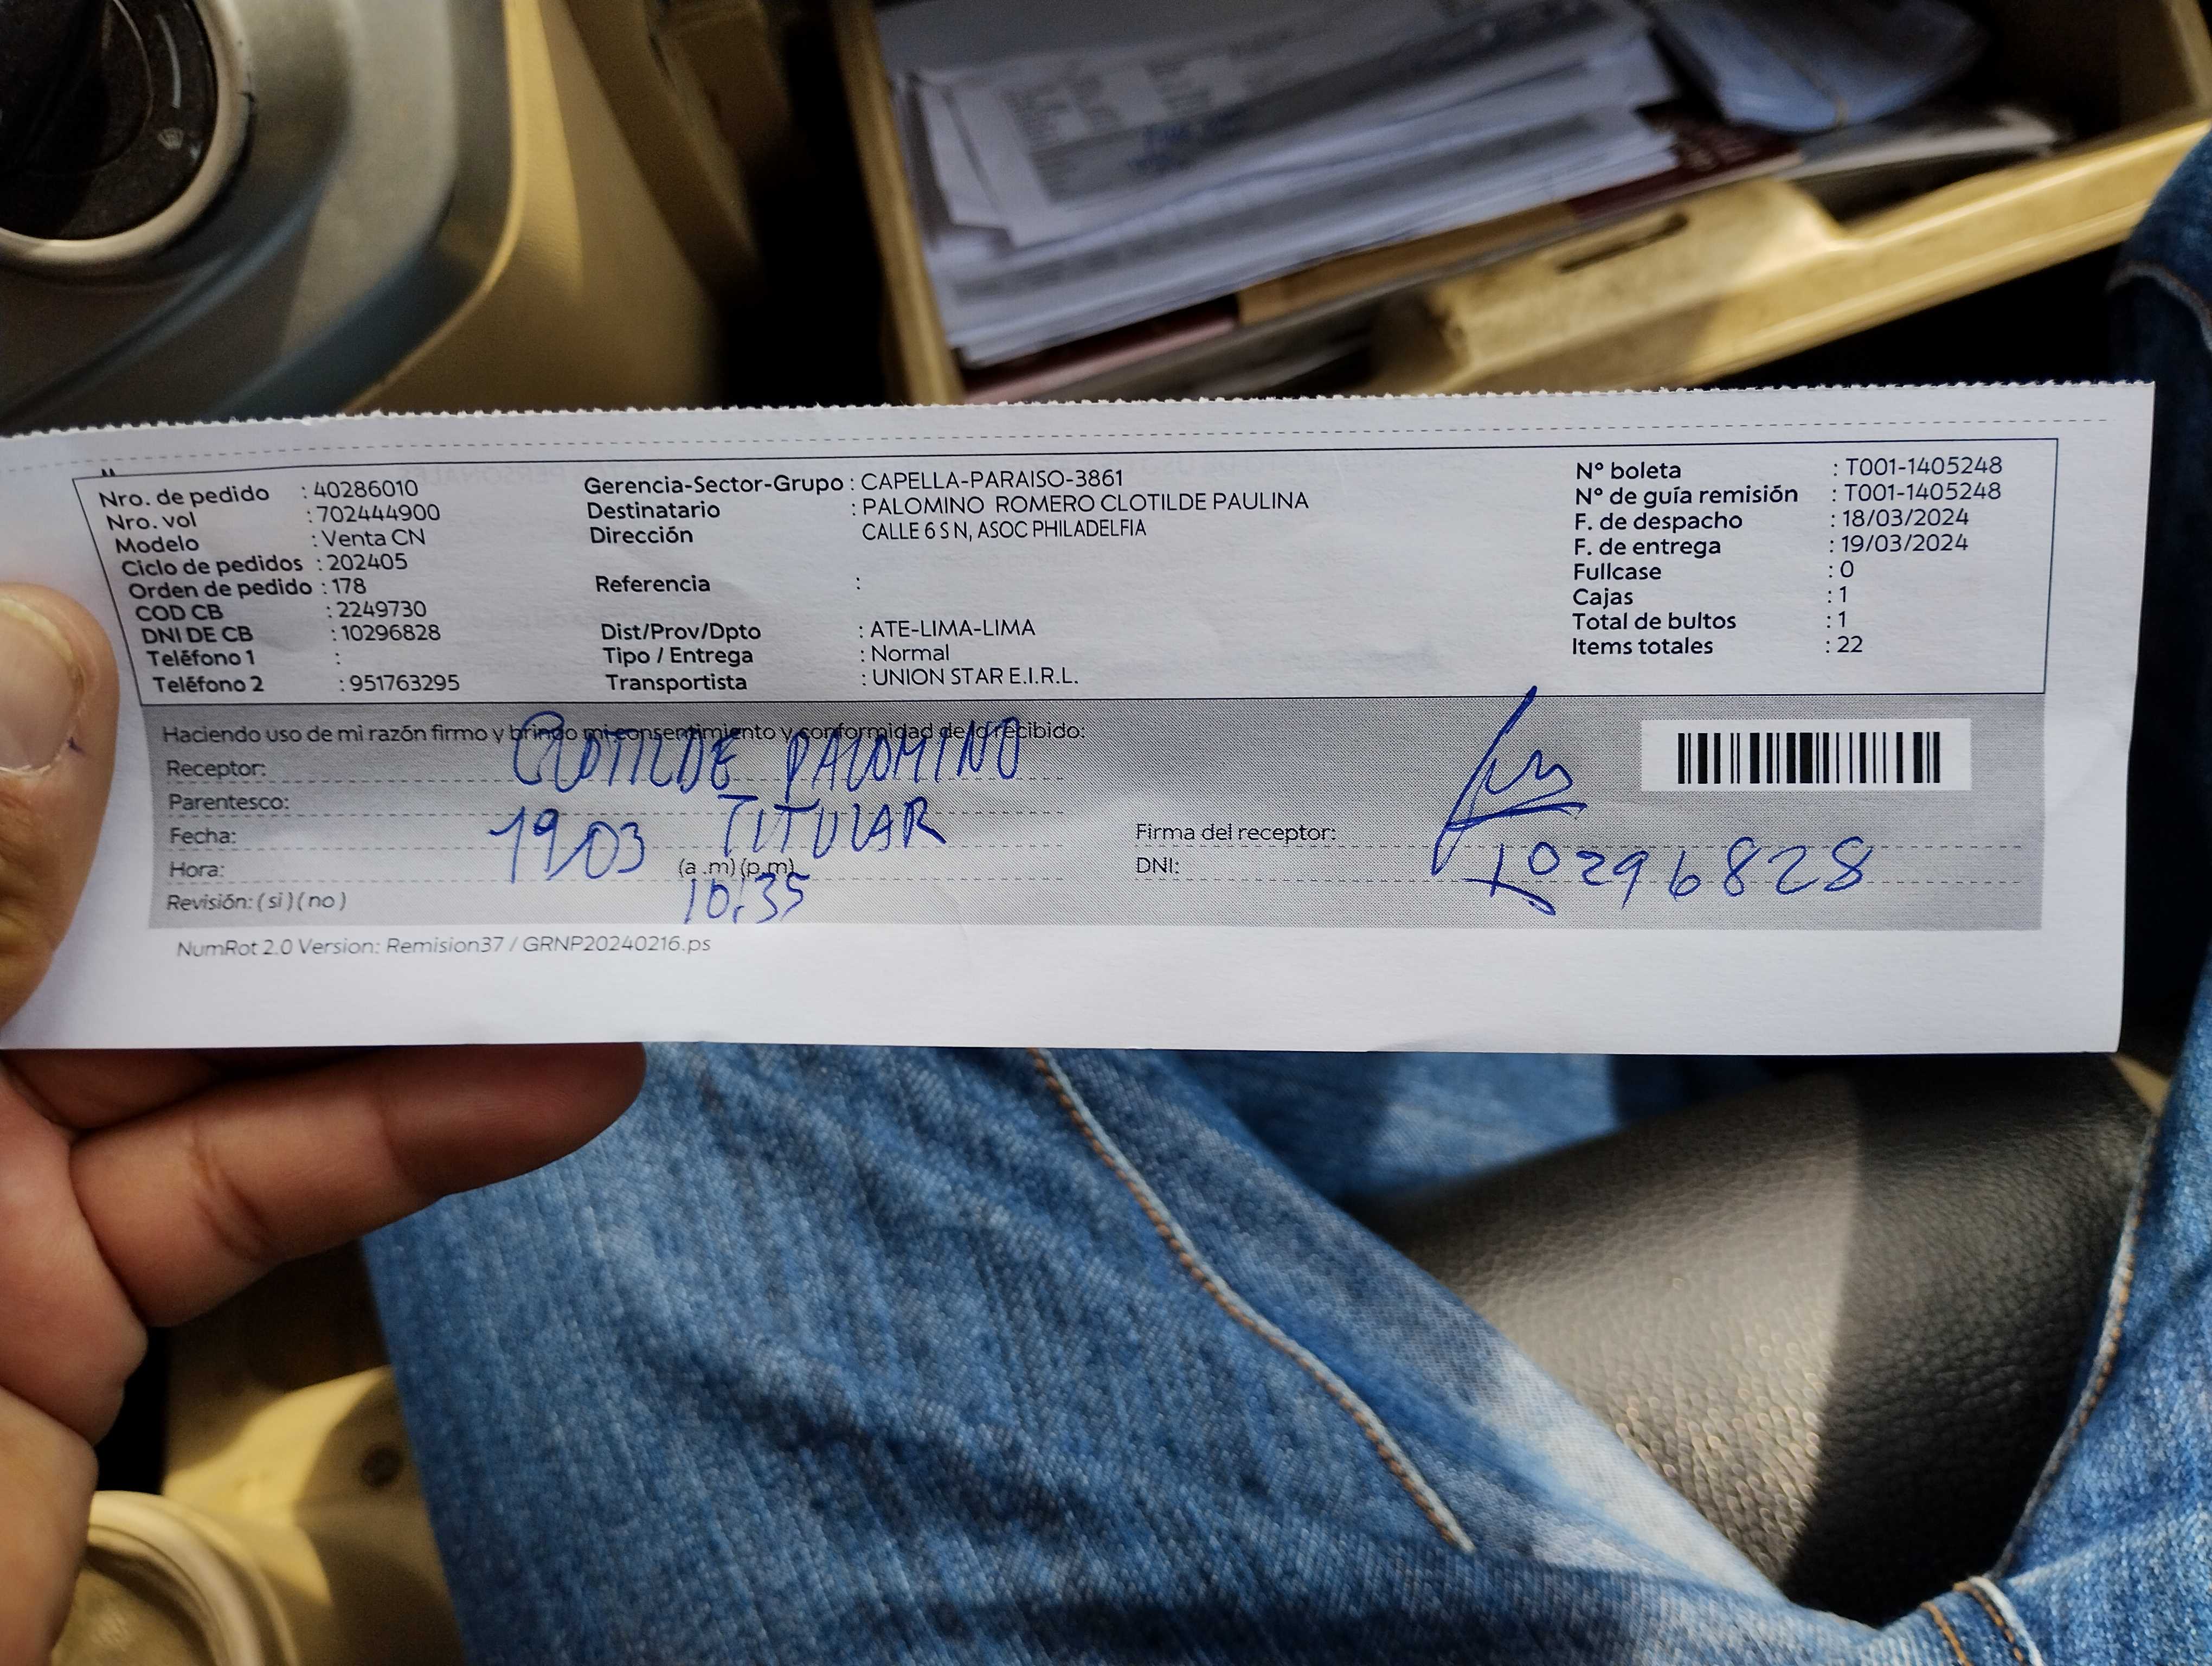 Nro. de pedido : 40286010
Nro. vol : 702444900
Modelo : Venta CN
Ciclo de pedidos : 202405
Orden de pedido : 178
COD CB : 2249730
DNI DE CB : 10296828
Teléfono 1 :
Teléfono 2 : 951763295
Gerencia-Sector-Grupo : CAPELLA-PARAISO-3861
Destinatario : PALOMINO ROMERO CLOTILDE PAULINA
Dirección CALLE 6 S N, ASOC PHILADELFIA
Referencia :
Dist/Prov/Dpto : ATE-LIMA-LIMA
Tipo / Entrega : Normal
Transportista : UNION STAR E.I.R.L.
N° boleta : T001-1405248
N° de guía remisión : T001-1405248
F. de despacho : 18/03/2024
F. de entrega : 19/03/2024
Fullcase : 0
Cajas : 1
Total de bultos : 1
Items totales : 22
Haciendo uso de mi razón firmo y brindo mi consentimiento y conformidad de lo recibido:
Receptor: CLOTILDE PALOMINO
Parentesco: TITULAR
Fecha: 19/03
Hora: (a.m) (p.m) 10:35
Revisión: ( si ) ( no )
Firma del receptor:
DNI: 10296828
NumRot 2.0 Version: Remision37 / GRNP20240216.ps